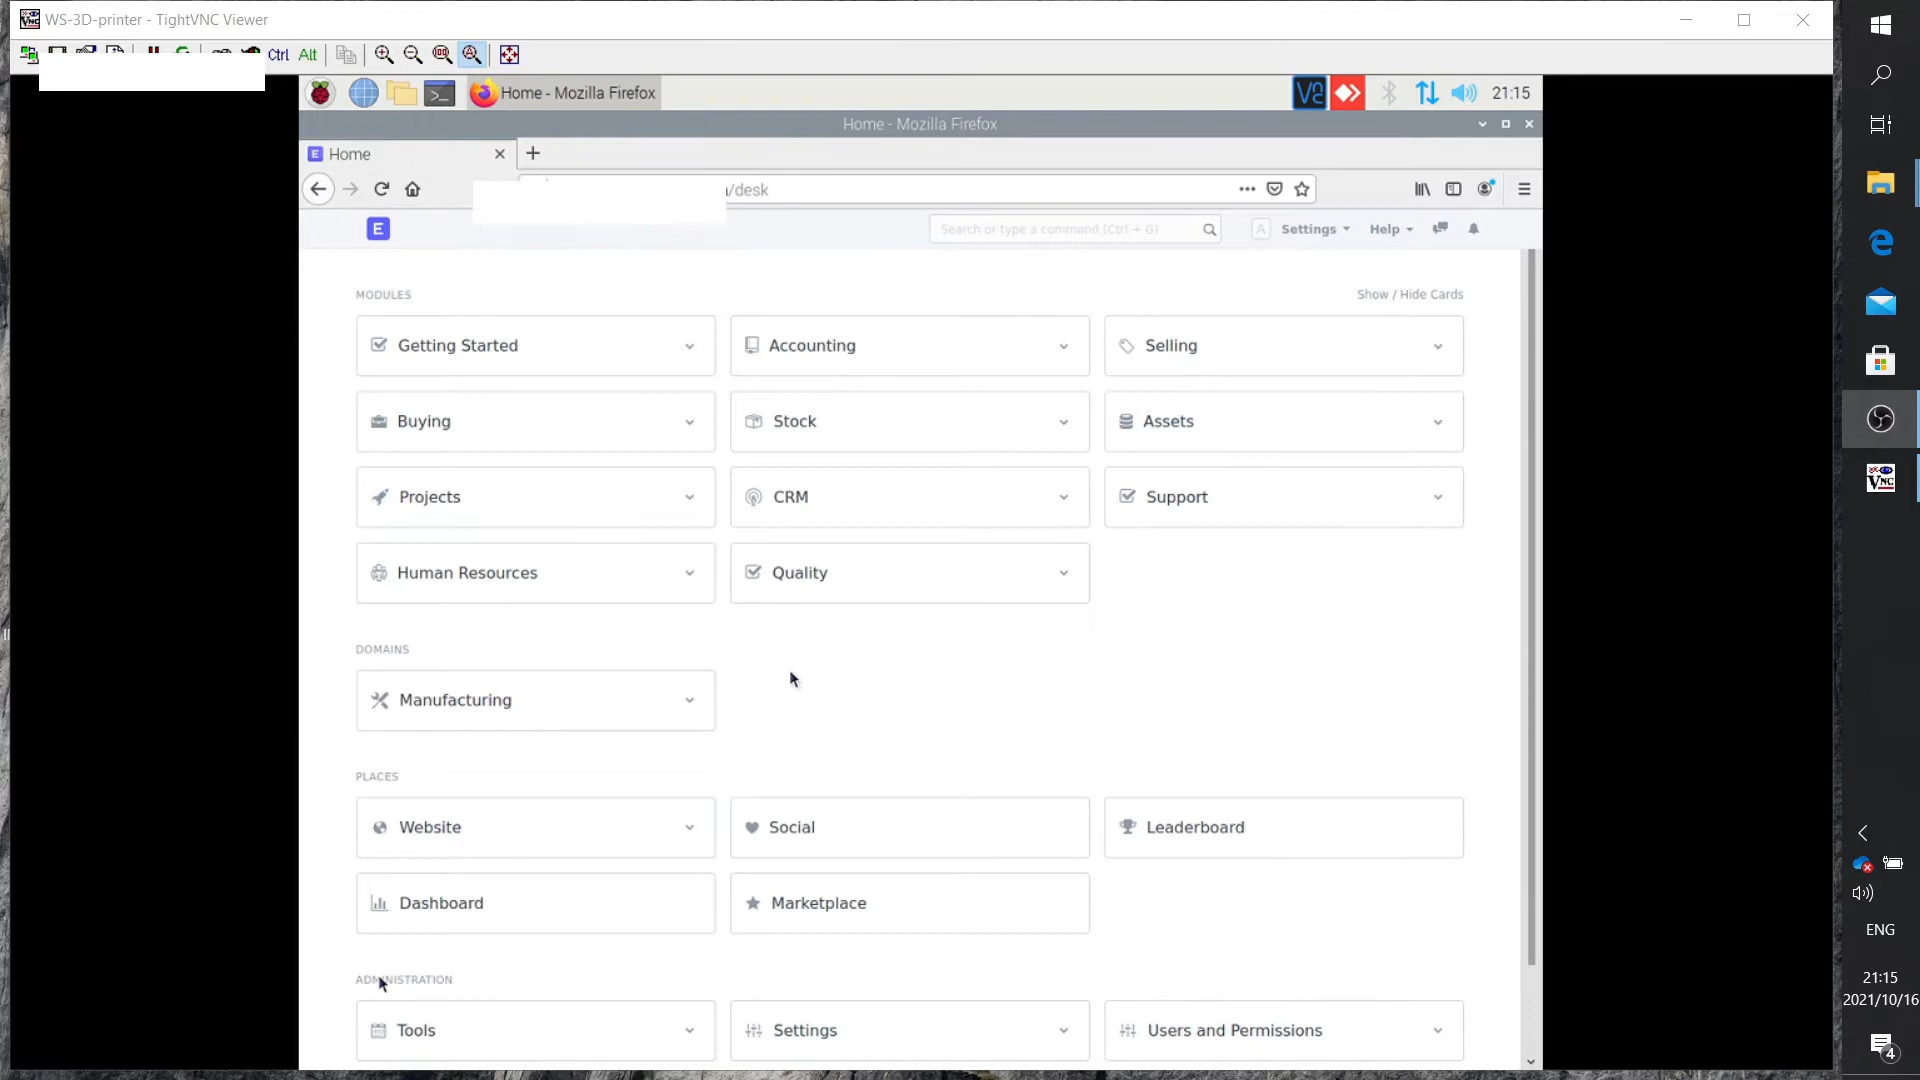 WS-3D-printer - TightVNC Viewer
Ctrl Alt
Home - Mozilla Firefox
21:15
Home - Mozilla Firefox
Home
/desk
E
Search or type a command (Ctrl + G)
A Settings Help
MODULES
Show / Hide Cards
Getting Started
Accounting
Selling
Buying
Stock
Assets
Projects
CRM
Support
Human Resources
Quality
DOMAINS
Manufacturing
PLACES
Website
Social
Leaderboard
Dashboard
Marketplace
ADMINISTRATION
Tools
Settings
Users and Permissions
ENG
21:15
2021/10/16
4